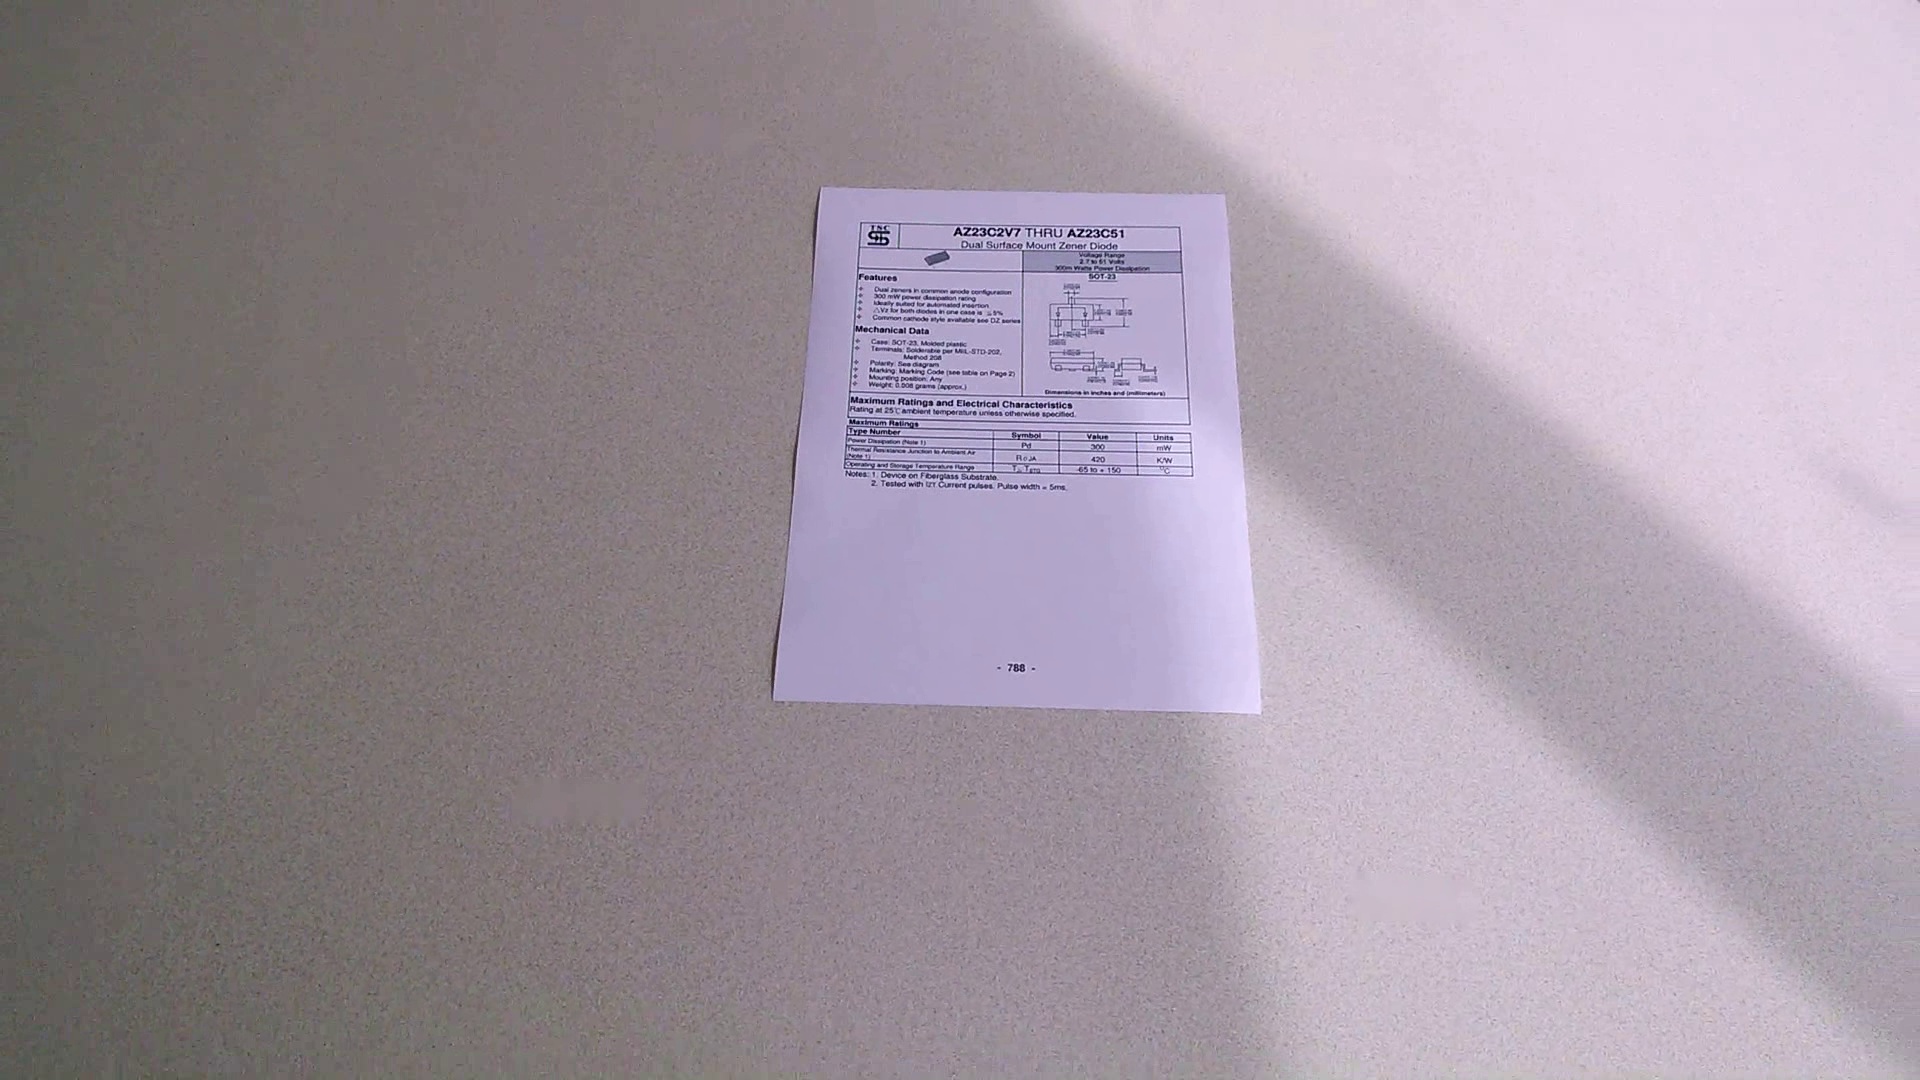 TSC
AZ23C2V7 THRU AZ23C51
Dual Surface Mount Zener Diode
Voltage Range
2.7 to 51 Volts
300m Watts Power Dissipation
SOT-23
Features
Dual zeners in common anode configuration
300 mW power dissipation rating
Ideally suited for automated insertion
△Vz for both diodes in one case is ≦5%
Common cathode style available see DZ series
Mechanical Data
Case: SOT-23, Molded plastic
Terminals: Solderable per MIL-STD-202,
Method 208
Polarity: See diagram
Marking: Marking Code (see table on Page 2)
Mounting position: Any
Weight: 0.008 grams (approx.)
Dimensions in inches and (millimeters)
Maximum Ratings and Electrical Characteristics
Rating at 25℃ ambient temperature unless otherwise specified.
Maximum Ratings
Type Number Symbol Value Units
Power Dissipation (Note 1) Pd 300 mW
Thermal Resistance Junction to Ambient Air
(Note 1) RθJA 420 K/W
Operating and Storage Temperature Range TJ, TSTG -65 to + 150 °C
Notes: 1. Device on Fiberglass Substrate.
2. Tested with IZT Current pulses. Pulse width = 5ms.
- 788 -